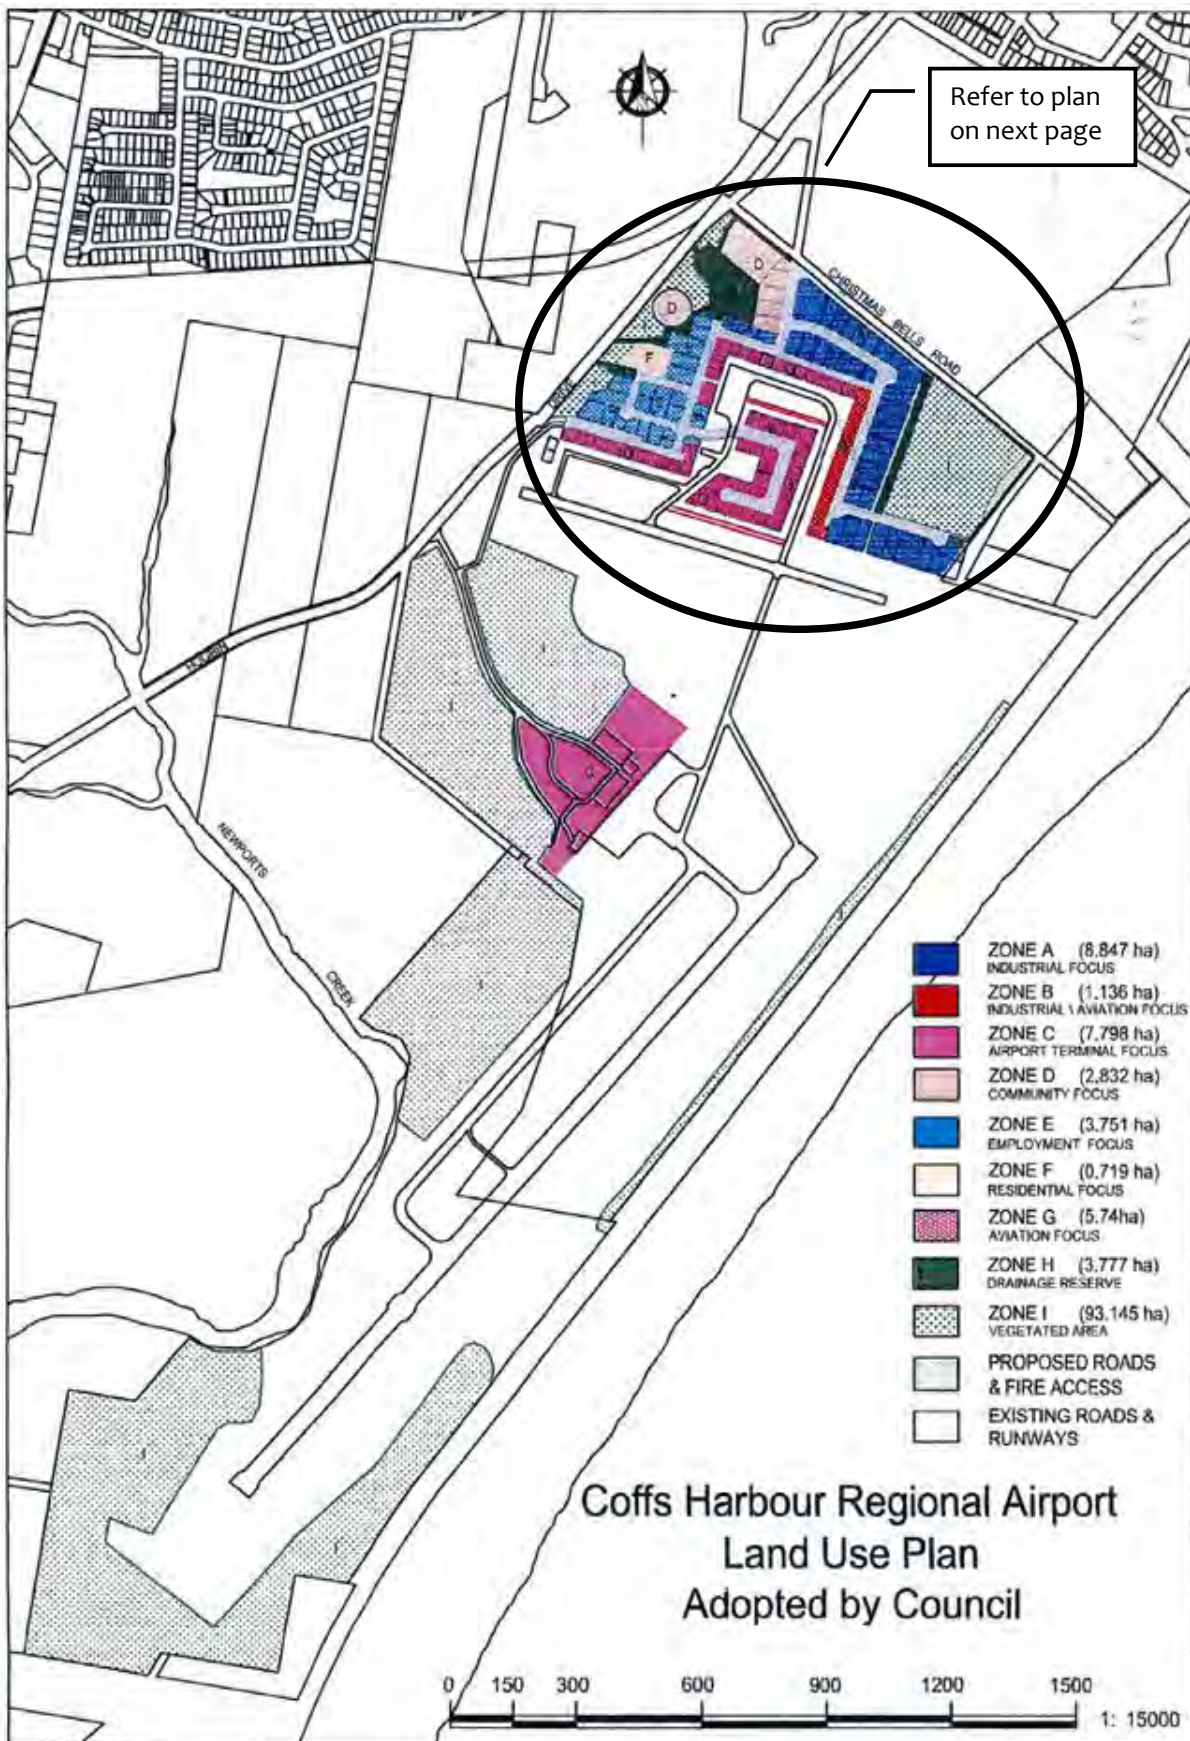 Refer to plan
on next page
CHRISTMAS BELLS ROAD
D
D
F
HOGBIN
DRIVE
I
I
I
NEWPORTS
CREEK
I
I
ZONE A (8.847 ha)
INDUSTRIAL FOCUS
ZONE B (1.136 ha)
INDUSTRIAL \ AVIATION FOCUS
ZONE C (7.798 ha)
AIRPORT TERMINAL FOCUS
ZONE D (2.832 ha)
COMMUNITY FOCUS
ZONE E (3.751 ha)
EMPLOYMENT FOCUS
ZONE F (0.719 ha)
RESIDENTIAL FOCUS
ZONE G (5.74ha)
AVIATION FOCUS
ZONE H (3.777 ha)
DRAINAGE RESERVE
ZONE I (93.145 ha)
VEGETATED AREA
PROPOSED ROADS
& FIRE ACCESS
EXISTING ROADS &
RUNWAYS
Coffs Harbour Regional Airport
Land Use Plan
Adopted by Council
0 150 300 600 900 1200 1500
1: 15000